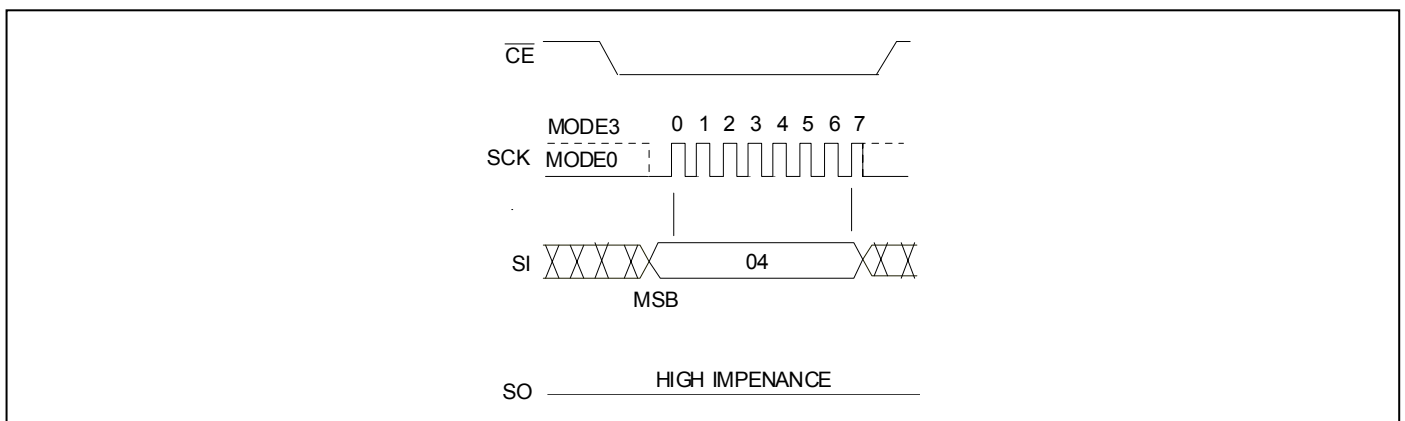 CE
MODE3 0 1 2 3 4 5 6 7
SCK MODE0
SI 04
MSB
HIGH IMPENANCE
SO